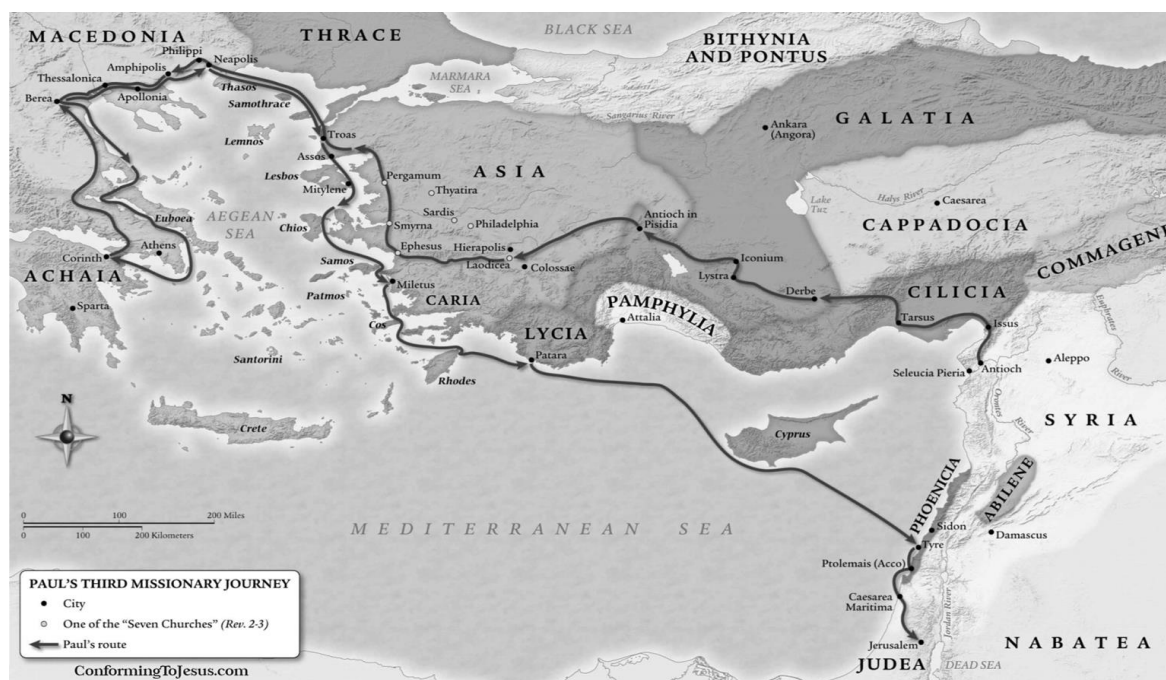 BLACK SEA
MACEDONIA
THRACE
BITHYNIA
AND PONTUS
Philippi
Neapolis
Amphipolis
Thessalonica
Apollonia
Berea
Thasos
Samothrace
MARMARA
SEA
Sangarius River
Ankara
(Angora)
GALATIA
Lemnos
Troas
Assos
ASIA
Lesbos
Mitylene
Pergamum
Thyatira
Halys River
Lake
Tuz
Caesarea
CAPPADOCIA
Euboea
AEGEAN
SEA
Chios
Smyrna
Sardis
Philadelphia
Antioch in
Pisidia
COMMAGENE
Athens
Corinth
ACHAIA
Sparta
Samos
Ephesus
Hierapolis
Laodicea
Colossae
Iconium
Lystra
Derbe
CILICIA
Tarsus
Issus
Euphrates
River
Patmos
Miletus
CARIA
PAMPHYLIA
Attalia
Cos
LYCIA
Patara
Santorini
Rhodes
Seleucia Pieria
Antioch
Aleppo
Orontes
River
SYRIA
N
Crete
Cyprus
PHOENICIA
ABILENE
Sidon
Damascus
Tyre
MEDITERRANEAN SEA
0 100 200 Miles
0 100 200 Kilometers
Ptolemais (Acco)
Caesarea
Maritima
Jordan River
Jerusalem
JUDEA
DEAD SEA
NABATEA
PAUL'S THIRD MISSIONARY JOURNEY
City
One of the "Seven Churches" (Rev. 2-3)
Paul's route
ConformingToJesus.com